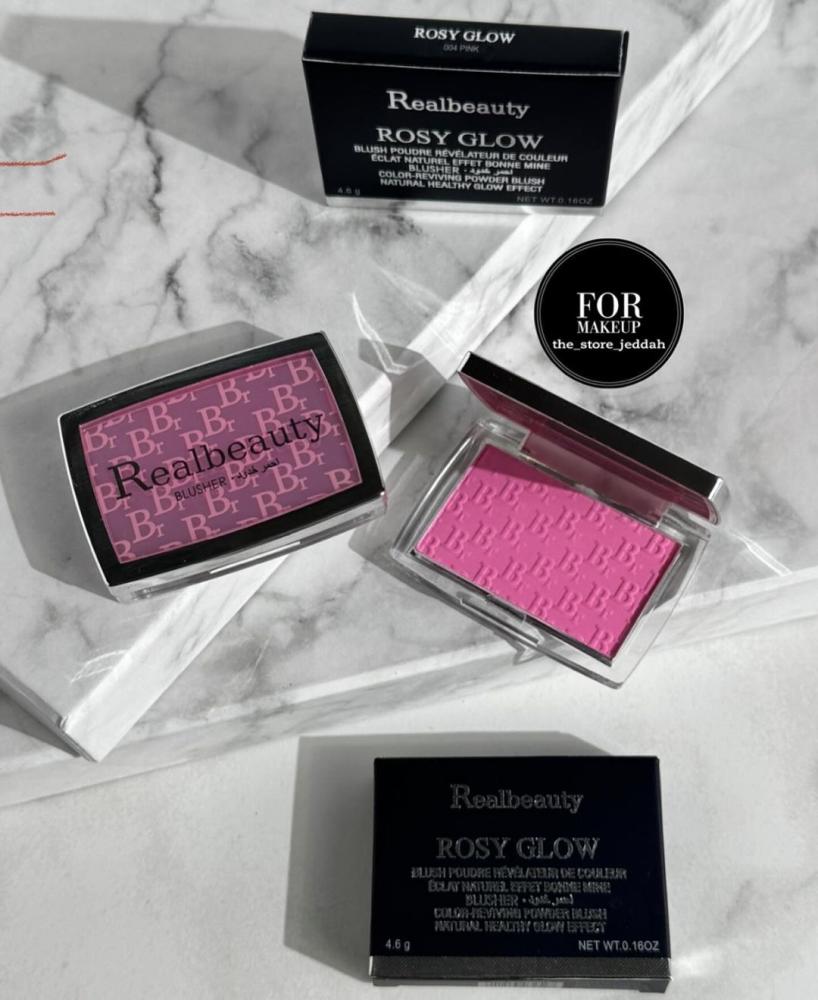 ROSY GLOW
004 PINK
Realbeauty
ROSY GLOW
BLUSH POUDRE RÉVÉLATEUR DE COULEUR
ÉCLAT NATUREL EFFET BONNE MINE
BLUSHER - احمر خدود
COLOR-REVIVING POWDER BLUSH
NATURAL HEALTHY GLOW EFFECT
4.6 g
NET WT.0.16OZ
FOR
MAKEUP
the_store_jeddah
Realbeauty
BLUSHER - احمر خدود
Realbeauty
ROSY GLOW
BLUSH POUDRE RÉVÉLATEUR DE COULEUR
ÉCLAT NATUREL EFFET BONNE MINE
BLUSHER - احمر خدود
COLOR-REVIVING POWDER BLUSH
NATURAL HEALTHY GLOW EFFECT
4.6 g
NET WT.0.16OZ